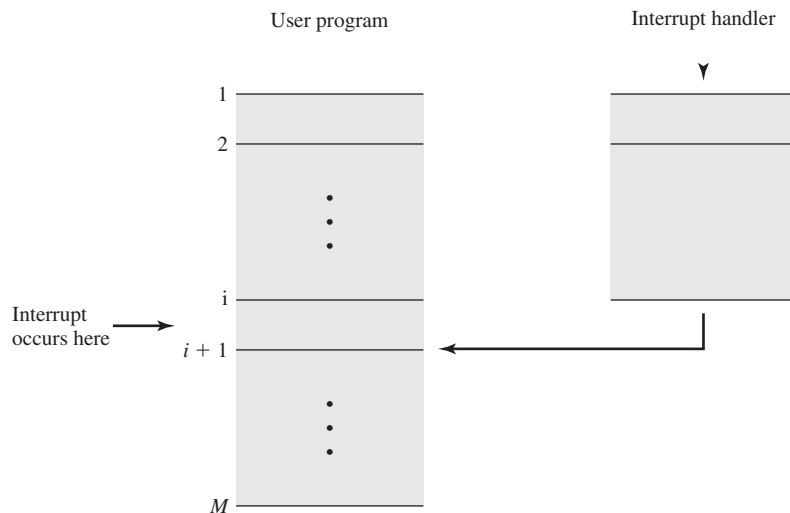 User program
Interrupt handler
1
2
i
Interrupt
occurs here
i + 1
M